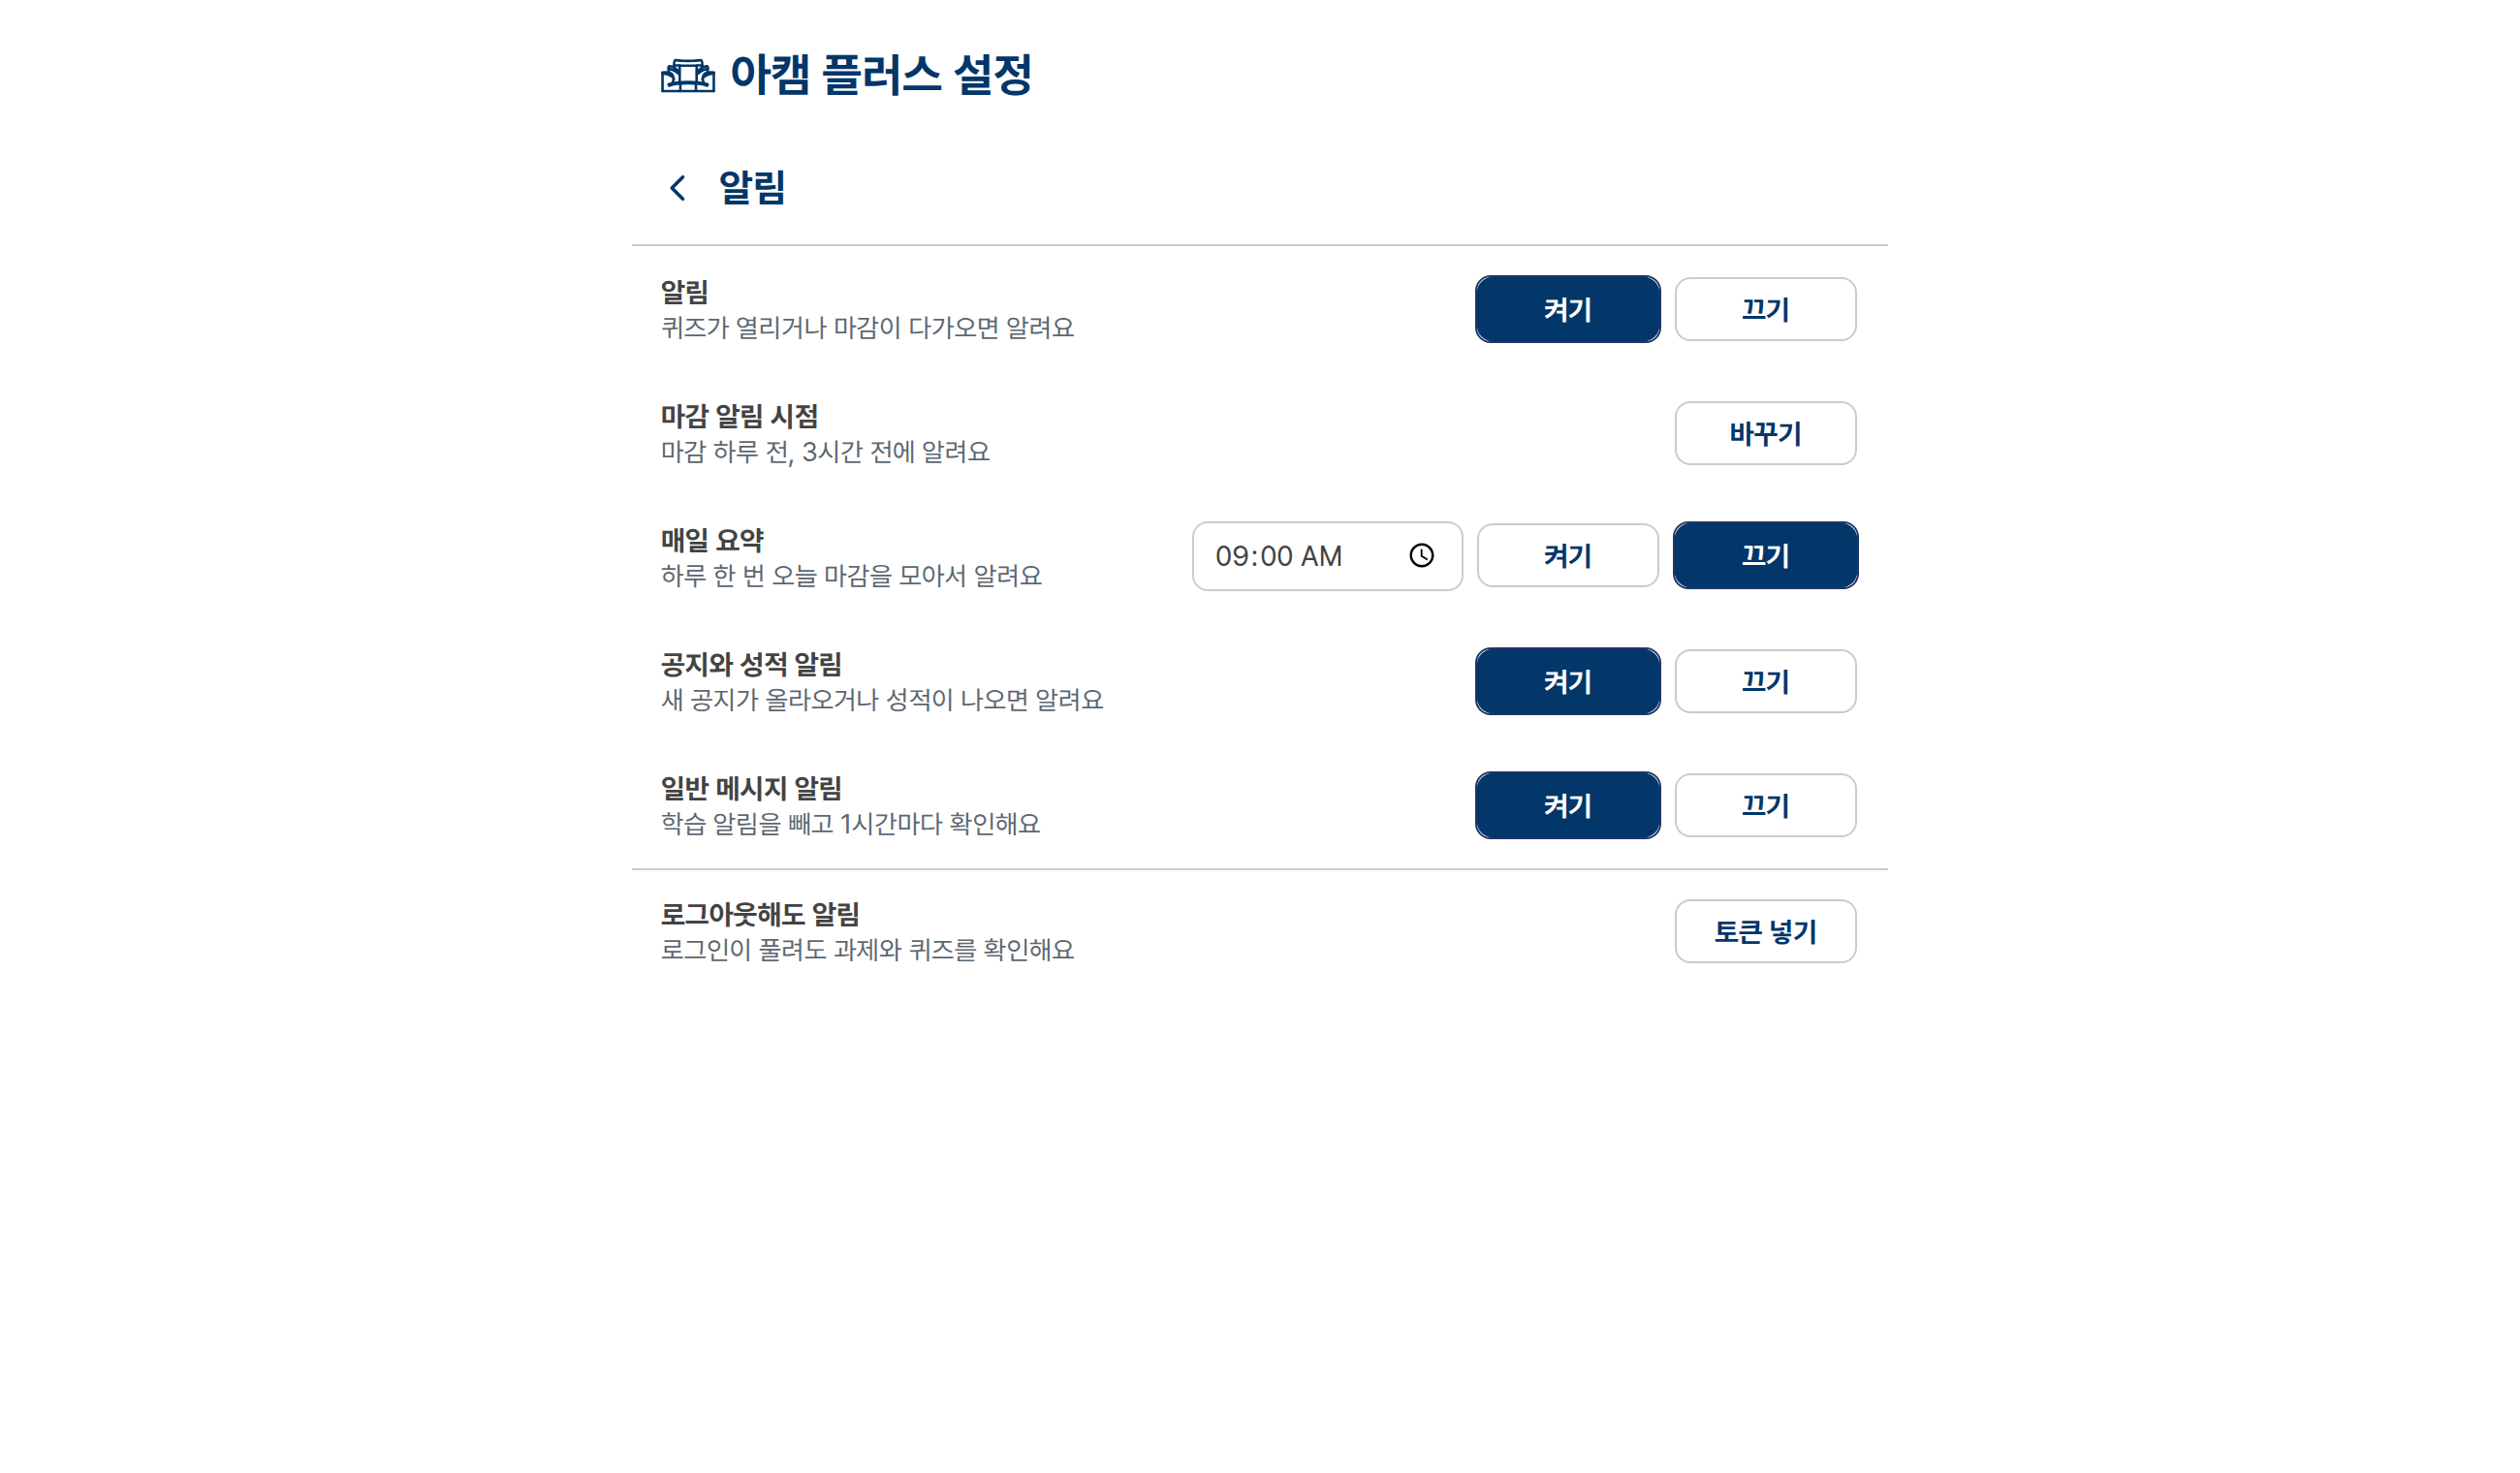 아캠 플러스 설정
알림
알림
퀴즈가 열리거나 마감이 다가오면 알려요
켜기
끄기
마감 알림 시점
마감 하루 전, 3시간 전에 알려요
바꾸기
매일 요약
하루 한 번 오늘 마감을 모아서 알려요
09:00 AM
켜기
끄기
공지와 성적 알림
새 공지가 올라오거나 성적이 나오면 알려요
켜기
끄기
일반 메시지 알림
학습 알림을 빼고 1시간마다 확인해요
켜기
끄기
로그아웃해도 알림
로그인이 풀려도 과제와 퀴즈를 확인해요
토큰 넣기